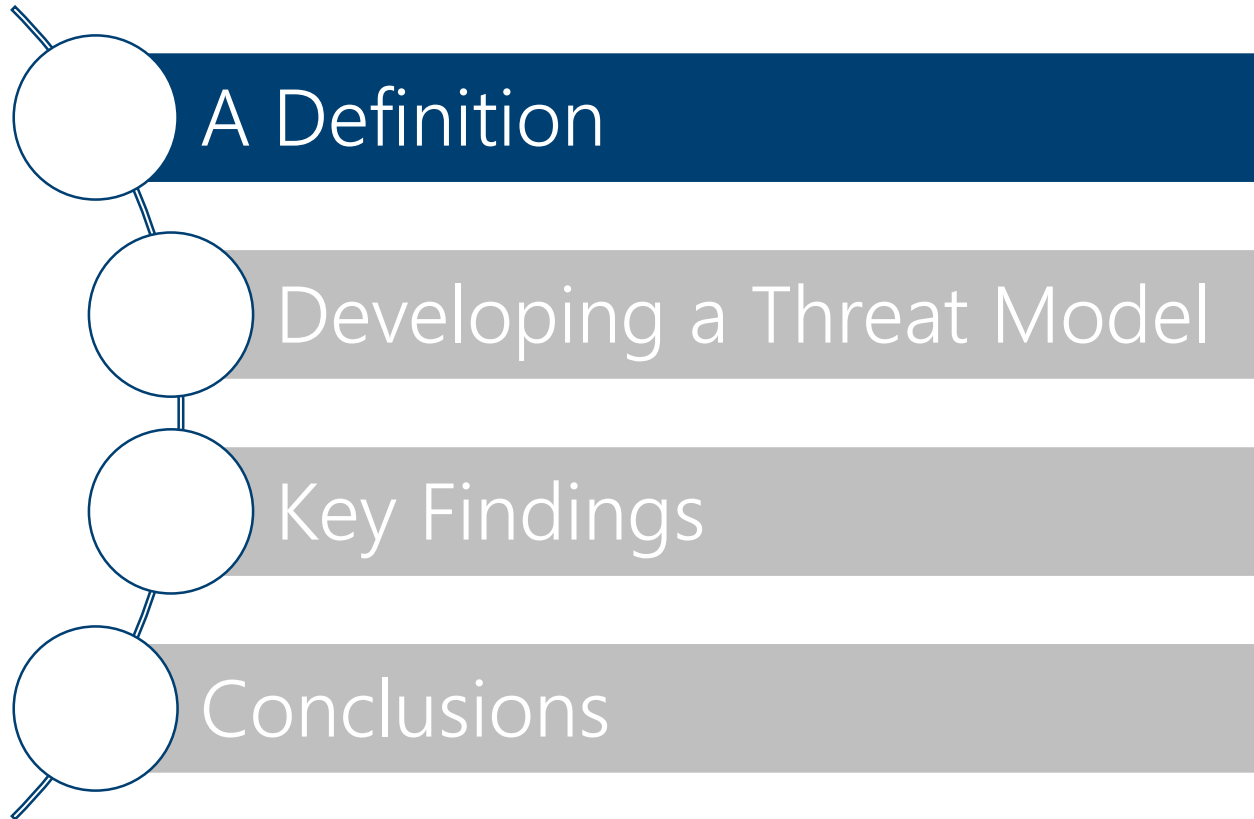 A Definition
Developing a Threat Model
Key Findings
Conclusions